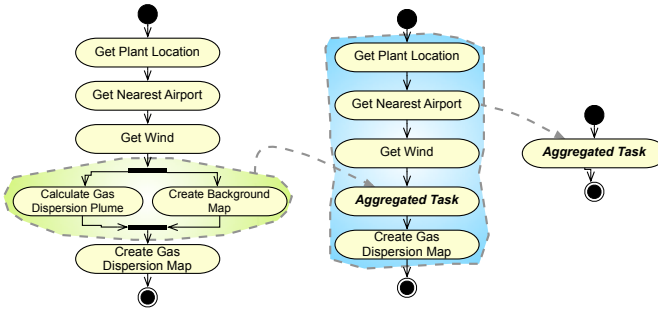 Get Plant Location
Get Nearest Airport
Get Wind
Calculate Gas
Dispersion Plume
Create Background
Map
Create Gas
Dispersion Map
Get Plant Location
Get Nearest Airport
Get Wind
Aggregated Task
Create Gas
Dispersion Map
Aggregated Task